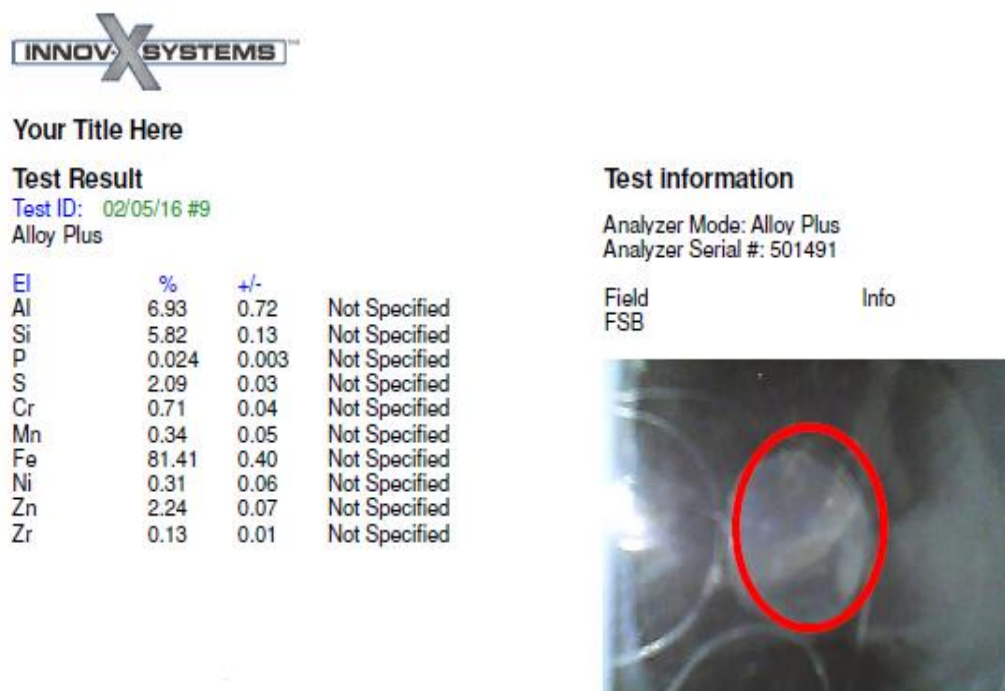 INNOV-X SYSTEMS™
Your Title Here
Test Result
Test ID: 02/05/16 #9
Alloy Plus
El % +/-
Al 6.93 0.72 Not Specified
Si 5.82 0.13 Not Specified
P 0.024 0.003 Not Specified
S 2.09 0.03 Not Specified
Cr 0.71 0.04 Not Specified
Mn 0.34 0.05 Not Specified
Fe 81.41 0.40 Not Specified
Ni 0.31 0.06 Not Specified
Zn 2.24 0.07 Not Specified
Zr 0.13 0.01 Not Specified
Test information
Analyzer Mode: Alloy Plus
Analyzer Serial #: 501491
Field Info
FSB